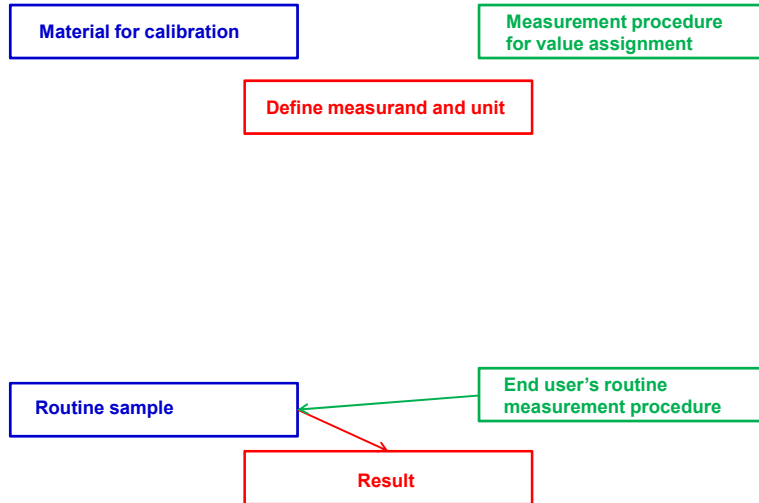 Material for calibration
Measurement procedure
for value assignment
Define measurand and unit
End user’s routine
measurement procedure
Routine sample
Result